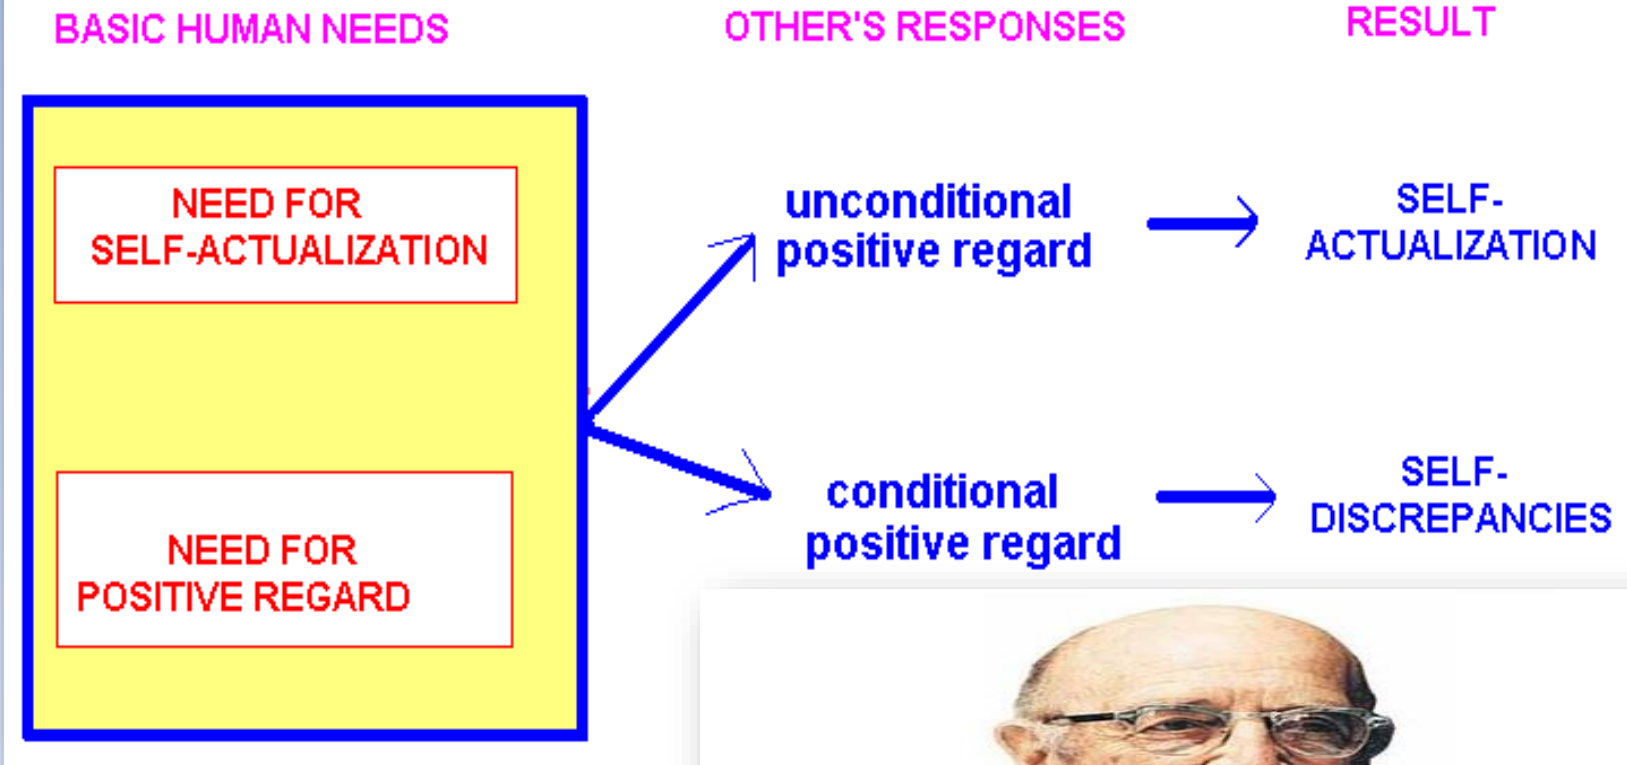 BASIC HUMAN NEEDS
OTHER'S RESPONSES
RESULT
NEED FOR
SELF-ACTUALIZATION
unconditional
positive regard
SELF-
ACTUALIZATION
NEED FOR
POSITIVE REGARD
conditional
positive regard
SELF-
DISCREPANCIES